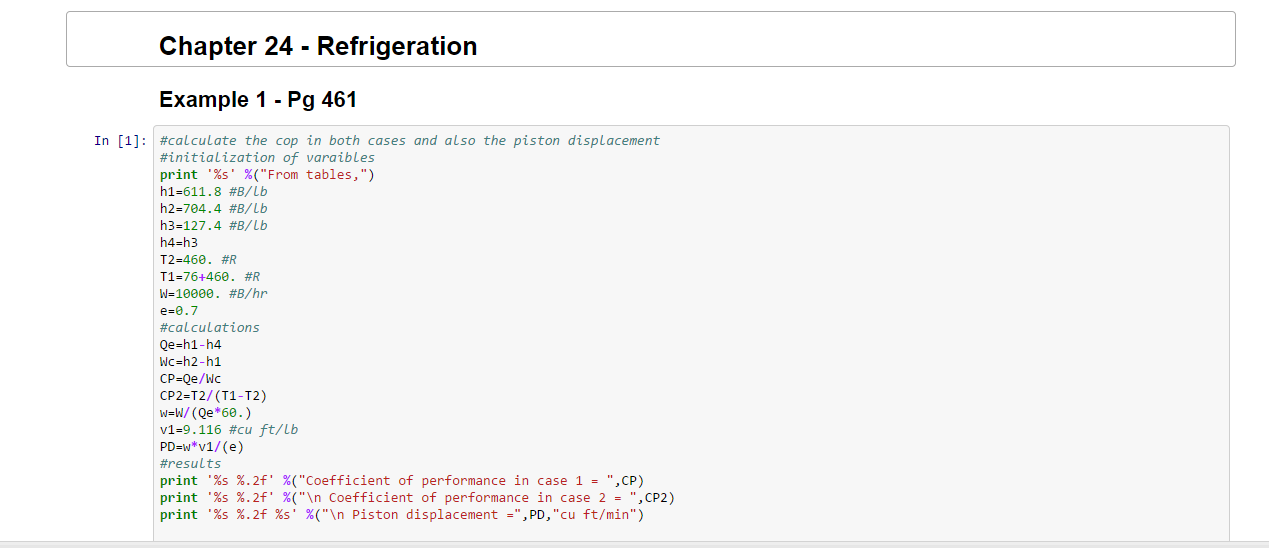 Chapter 24 - Refrigeration
Example 1 - Pg 461
In [1]: #calculate the cop in both cases and also the piston displacement
#initialization of varaibles
print '%s' %("From tables,")
h1=611.8 #B/lb
h2=704.4 #B/lb
h3=127.4 #B/lb
h4=h3
T2=460. #R
T1=76+460. #R
W=10000. #B/hr
e=0.7
#calculations
Qe=h1-h4
Wc=h2-h1
CP=Qe/Wc
CP2=T2/(T1-T2)
w=W/(Qe*60.)
v1=9.116 #cu ft/lb
PD=w*v1/(e)
#results
print '%s %.2f' %("Coefficient of performance in case 1 = ",CP)
print '%s %.2f' %("\n Coefficient of performance in case 2 = ",CP2)
print '%s %.2f %s' %("\n Piston displacement =",PD,"cu ft/min")